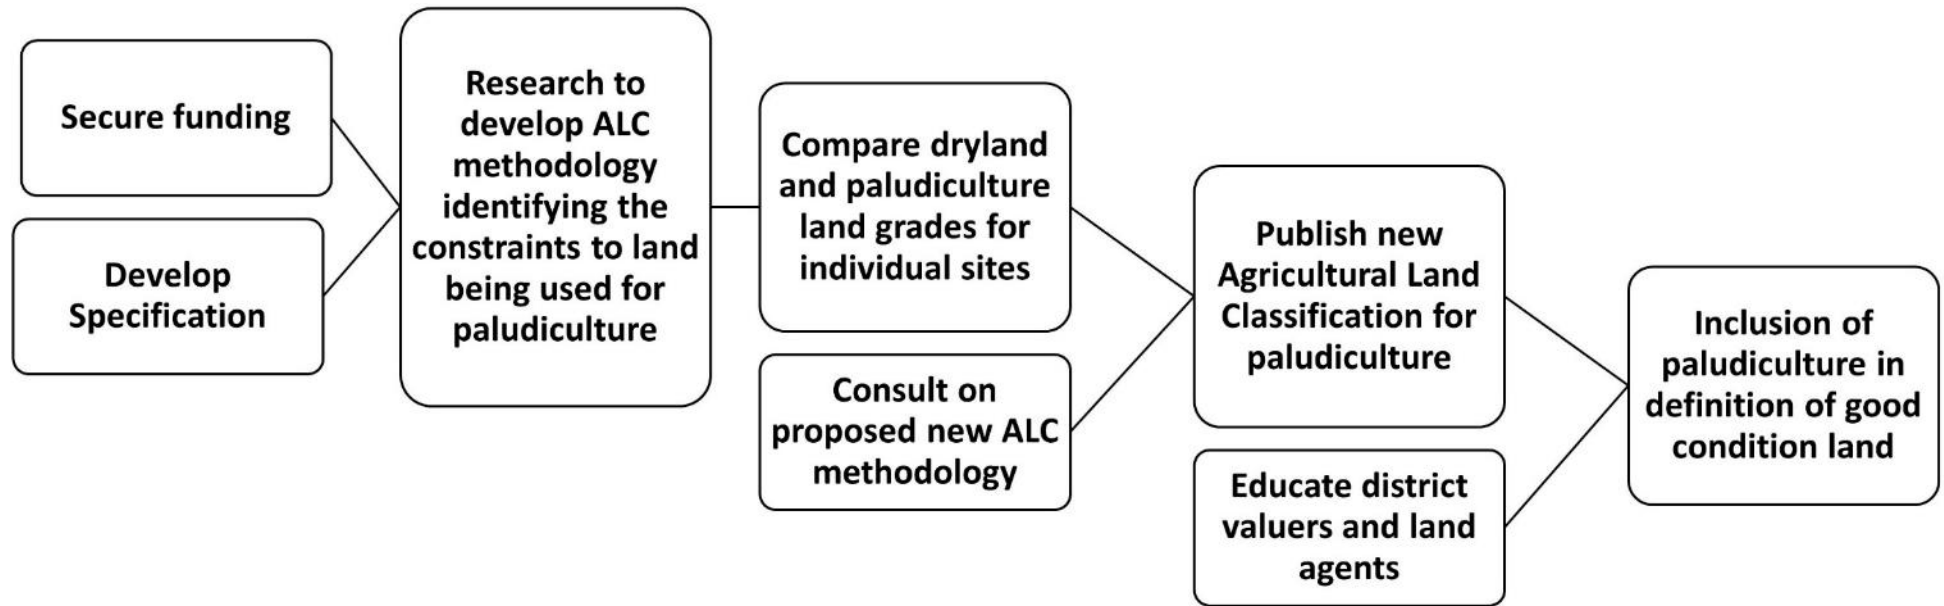 Secure funding
Develop
Specification
Research to
develop ALC
methodology
identifying the
constraints to land
being used for
paludiculture
Compare dryland
and paludiculture
land grades for
individual sites
Consult on
proposed new ALC
methodology
Publish new
Agricultural Land
Classification for
paludiculture
Educate district
valuers and land
agents
Inclusion of
paludiculture in
definition of good
condition land